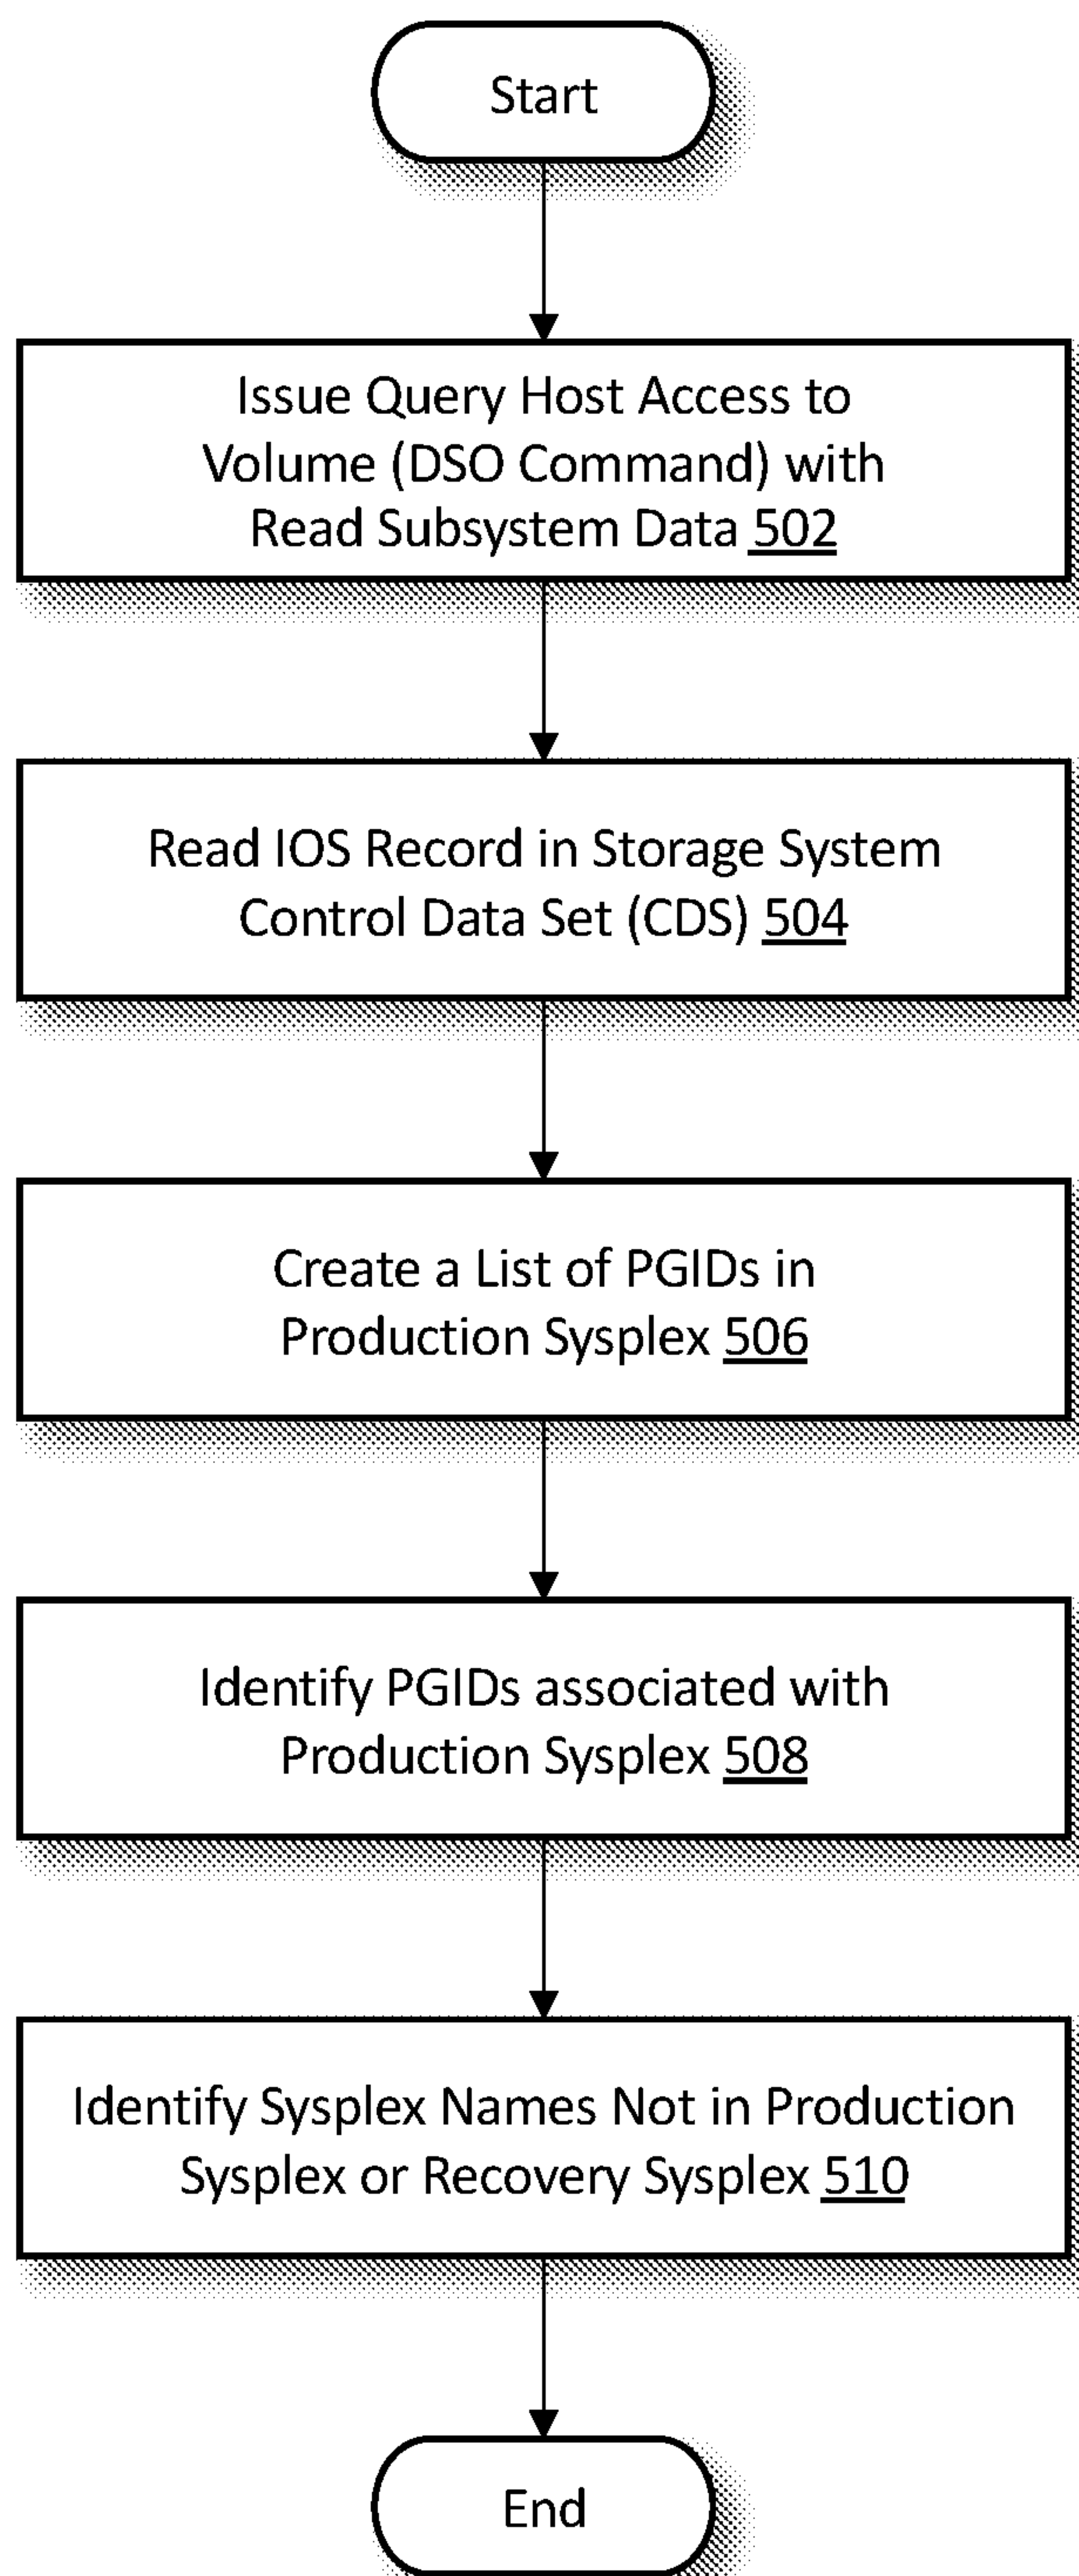 Start
Issue Query Host Access to
Volume (DSO Command) with
Read Subsystem Data 502
Read IOS Record in Storage System
Control Data Set (CDS) 504
Create a List of PGIDs in
Production Sysplex 506
Identify PGIDs associated with
Production Sysplex 508
Identify Sysplex Names Not in Production
Sysplex or Recovery Sysplex 510
End